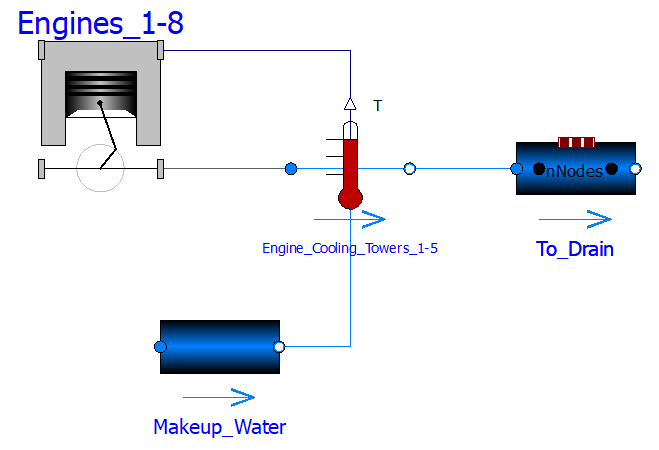 Engines_1-8
T
nNodes
Engine_Cooling_Towers_1-5
To_Drain
Makeup_Water